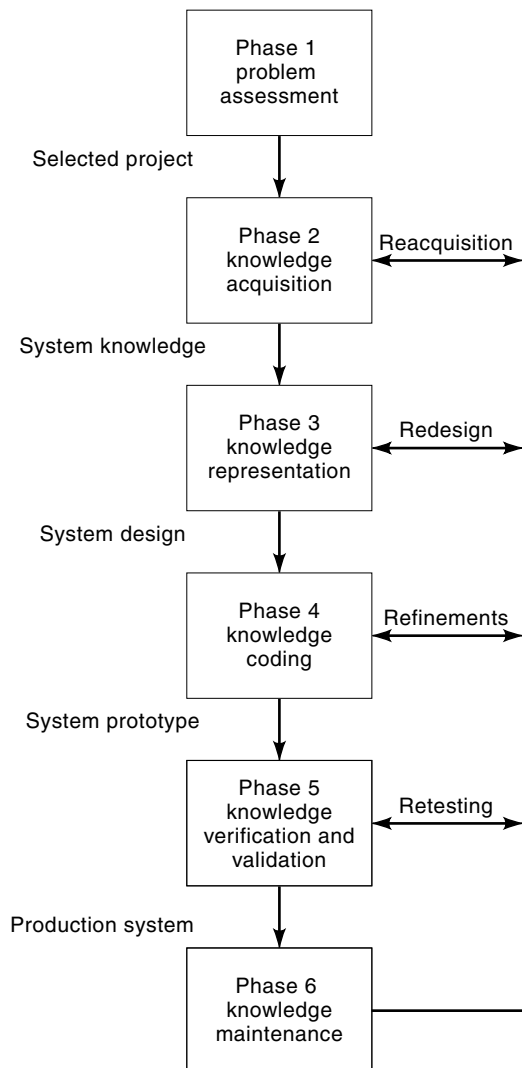 Phase 1
problem
assessment
Selected project
Phase 2
knowledge
acquisition
Reacquisition
System knowledge
Phase 3
knowledge
representation
Redesign
System design
Phase 4
knowledge
coding
Refinements
System prototype
Phase 5
knowledge
verification and
validation
Retesting
Production system
Phase 6
knowledge
maintenance